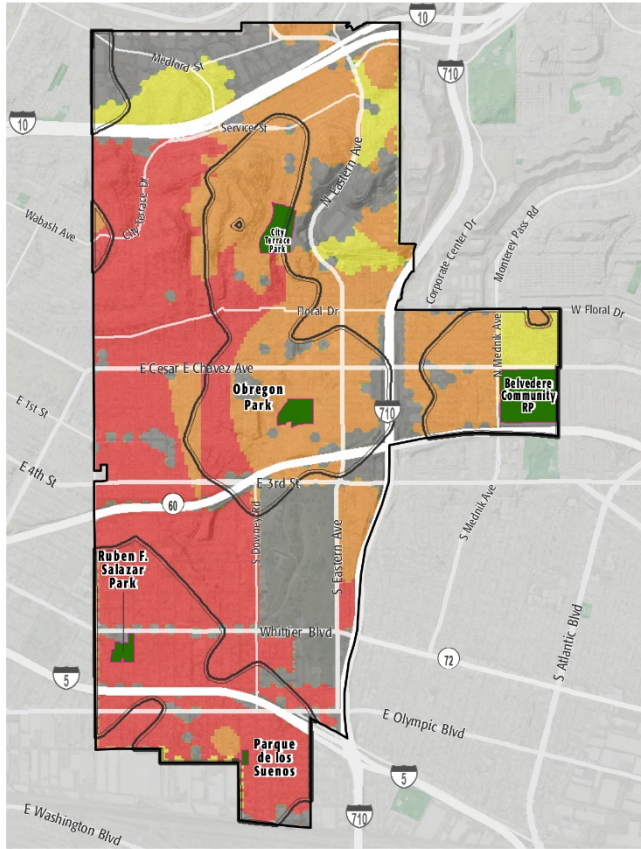 10
710
Medford St
10
Service St
N Eastern Ave
Wabash Ave
City Terrace Dr
City
Terrace
Park
Corporate Center Dr
Monterey Pass Rd
Floral Dr
W Floral Dr
N Mednik Ave
E Cesar E Chavez Ave
Belvedere
Community
RP
Obregon
Park
E 1st St
710
E 4th St
E 3rd St
60
S Downey Rd
S Eastern Ave
S Mednik Ave
Ruben F.
Salazar
Park
Whittier Blvd
72
S Atlantic Blvd
5
E Olympic Blvd
Parque
de los
Suenos
5
E Washington Blvd
710